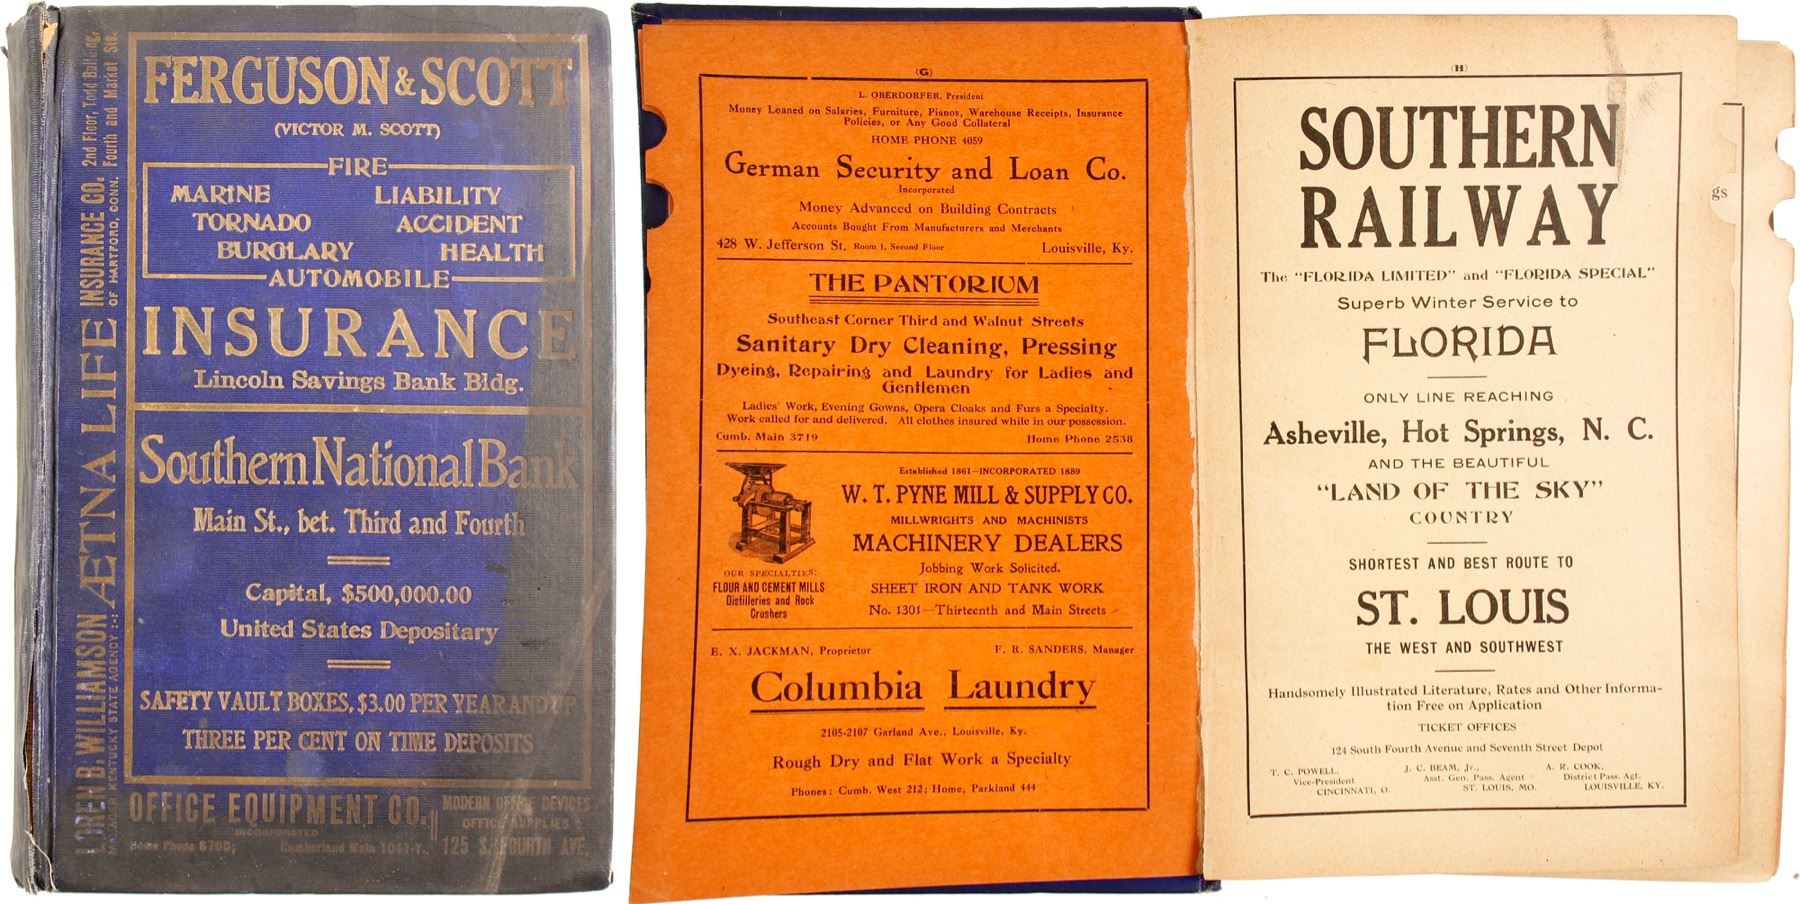 FERGUSON & SCOTT
(VICTOR M. SCOTT)
FIRE
MARINE LIABILITY
TORNADO ACCIDENT
BURGLARY HEALTH
AUTOMOBILE
INSURANCE
Lincoln Savings Bank Bldg.
Southern National Bank
Main St., bet. Third and Fourth
Capital, $500,000.00
United States Depositary
SAFETY VAULT BOXES, $3.00 PER YEAR AND UP
THREE PER CENT ON TIME DEPOSITS
LOREN B. WILLIAMSON ÆTNA LIFE INSURANCE CO. 2nd Floor, Todd Building,
MANAGER KENTUCKY STATE AGENCY :-: OF HARTFORD, CONN. Fourth and Market Sts.
OFFICE EQUIPMENT CO.
INCORPORATED
Home Phone 8700; Cumberland Main
MODERN OFFICE DEVICES
OFFICE SUPPLIES
125 S. FOURTH AVE.
(G)
L. OBERDORFER, President
Money Loaned on Salaries, Furniture, Pianos, Warehouse Receipts, Insurance
Policies, or Any Good Collateral
HOME PHONE 4059
German Security and Loan Co.
Incorporated
Money Advanced on Building Contracts
Accounts Bought From Manufacturers and Merchants
428 W. Jefferson St. Room 1, Second Floor Louisville, Ky.
THE PANTORIUM
Southeast Corner Third and Walnut Streets
Sanitary Dry Cleaning, Pressing
Dyeing, Repairing and Laundry for Ladies and
Gentlemen
Ladies' Work, Evening Gowns, Opera Cloaks and Furs a Specialty.
Work called for and delivered. All clothes insured while in our possession.
Cumb. Main 3719 Home Phone 2538
Established 1861—INCORPORATED 1889
W. T. PYNE MILL & SUPPLY CO.
MILLWRIGHTS AND MACHINISTS
MACHINERY DEALERS
Jobbing Work Solicited.
SHEET IRON AND TANK WORK
No. 1301—Thirteenth and Main Streets
OUR SPECIALTIES:
FLOUR AND CEMENT MILLS
Distilleries and Rock
Crushers
E. X. JACKMAN, Proprietor F. R. SANDERS, Manager
Columbia Laundry
2105-2107 Garland Ave., Louisville, Ky.
Rough Dry and Flat Work a Specialty
Phones: Cumb. West 212; Home, Parkland 444
(H)
SOUTHERN
RAILWAY
The "FLORIDA LIMITED" and "FLORIDA SPECIAL"
Superb Winter Service to
FLORIDA
ONLY LINE REACHING
Asheville, Hot Springs, N. C.
AND THE BEAUTIFUL
"LAND OF THE SKY"
COUNTRY
SHORTEST AND BEST ROUTE TO
ST. LOUIS
THE WEST AND SOUTHWEST
Handsomely Illustrated Literature, Rates and Other Informa-
tion Free on Application
TICKET OFFICES
124 South Fourth Avenue and Seventh Street Depot
T. C. POWELL, J. C. BEAM, Jr., A. R. COOK,
Vice-President Asst. Gen. Pass. Agent District Pass. Agt.
CINCINNATI, O. ST. LOUIS, MO. LOUISVILLE, KY.
gs